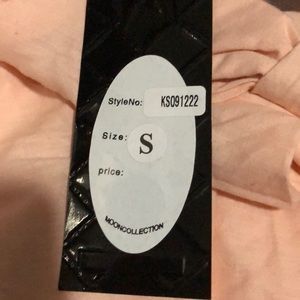 StyleNo: KS091222
Size: S
price:
MOONCOLLECTION